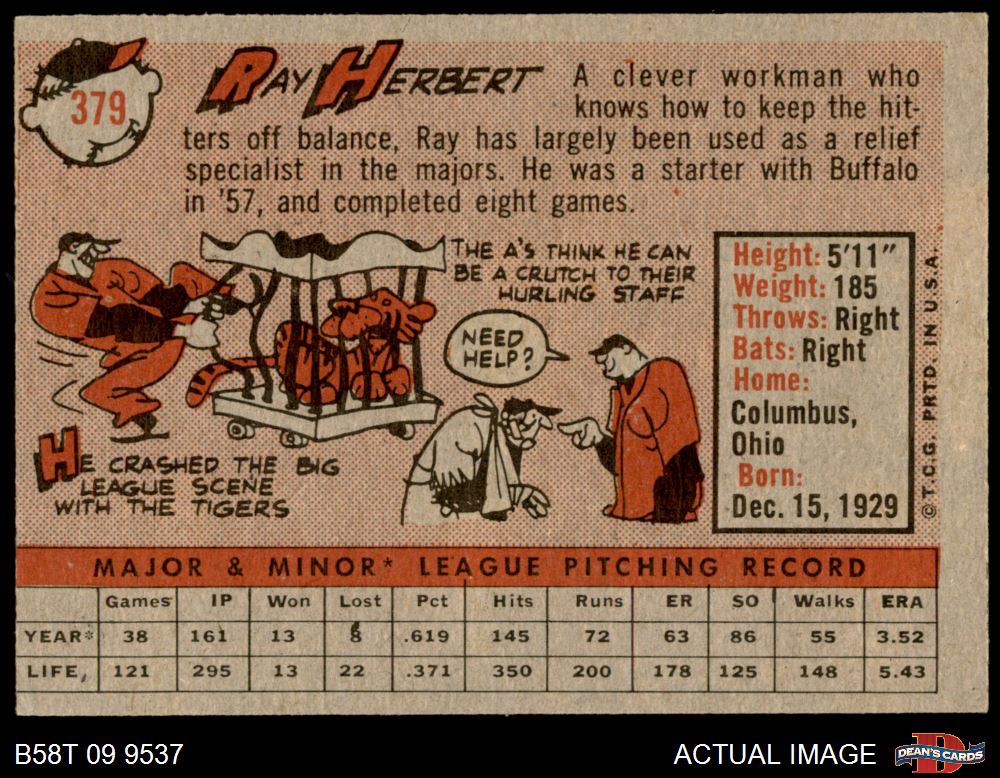 379
RAY HERBERT
A clever workman who
knows how to keep the hit-
ters off balance, Ray has largely been used as a relief
specialist in the majors. He was a starter with Buffalo
in '57, and completed eight games.
THE A'S THINK HE CAN
BE A CRUTCH TO THEIR
HURLING STAFF
NEED
HELP?
HE CRASHED THE BIG
LEAGUE SCENE
WITH THE TIGERS
Height: 5'11"
Weight: 185
Throws: Right
Bats: Right
Home:
Columbus,
Ohio
Born:
Dec. 15, 1929
© T.C.G. PRTD. IN U.S.A.
MAJOR & MINOR* LEAGUE PITCHING RECORD
Games IP Won Lost Pct Hits Runs ER SO Walks ERA
YEAR* 38 161 13 8 .619 145 72 63 86 55 3.52
LIFE, 121 295 13 22 .371 350 200 178 125 148 5.43
B58T 09 9537
ACTUAL IMAGE
DEAN'S CARDS